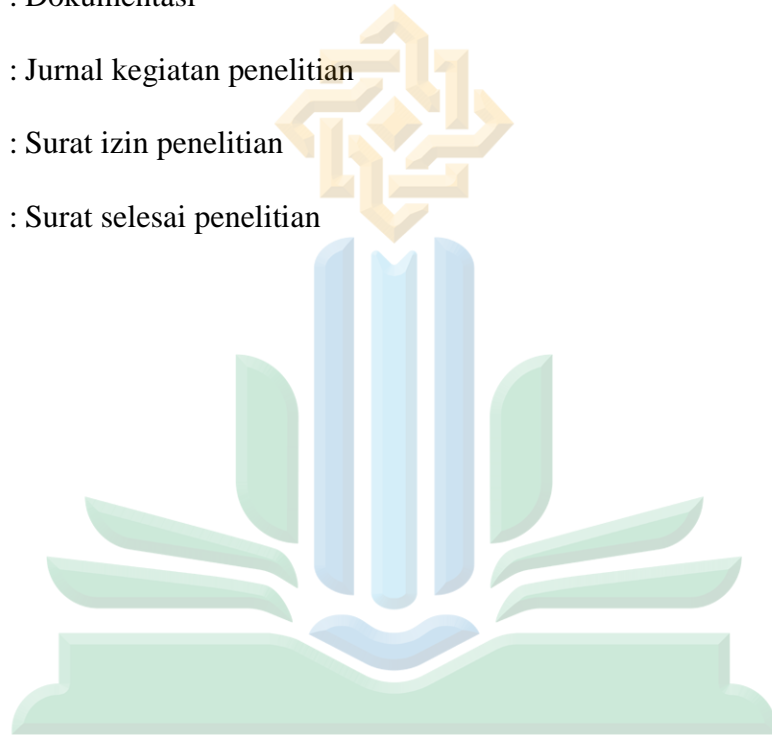 : Dokumentasi
: Jurnal kegiatan penelitian
: Surat izin penelitian
: Surat selesai penelitian